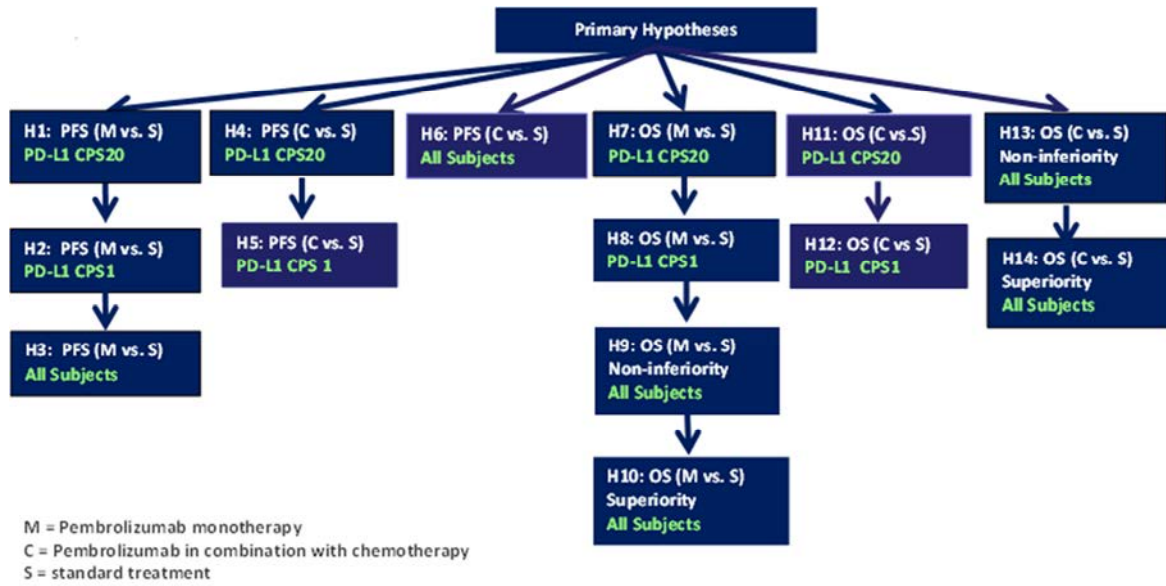 Primary Hypotheses
H1: PFS (M vs. S)
PD-L1 CPS20
H4: PFS (C vs. S)
PD-L1 CPS20
H6: PFS (C vs. S)
All Subjects
H7: OS (M vs. S)
PD-L1 CPS20
H11: OS (C vs.S)
PD-L1 CPS20
H13: OS (C vs. S)
Non-inferiority
All Subjects
H2: PFS (M vs. S)
PD-L1 CPS1
H5: PFS (C vs. S)
PD-L1 CPS 1
H8: OS (M vs. S)
PD-L1 CPS1
H12: OS (C vs S)
PD-L1 CPS1
H14: OS (C vs. S)
Superiority
All Subjects
H3: PFS (M vs. S)
All Subjects
H9: OS (M vs. S)
Non-inferiority
All Subjects
H10: OS (M vs. S)
Superiority
All Subjects
M = Pembrolizumab monotherapy
C = Pembrolizumab in combination with chemotherapy
S = standard treatment